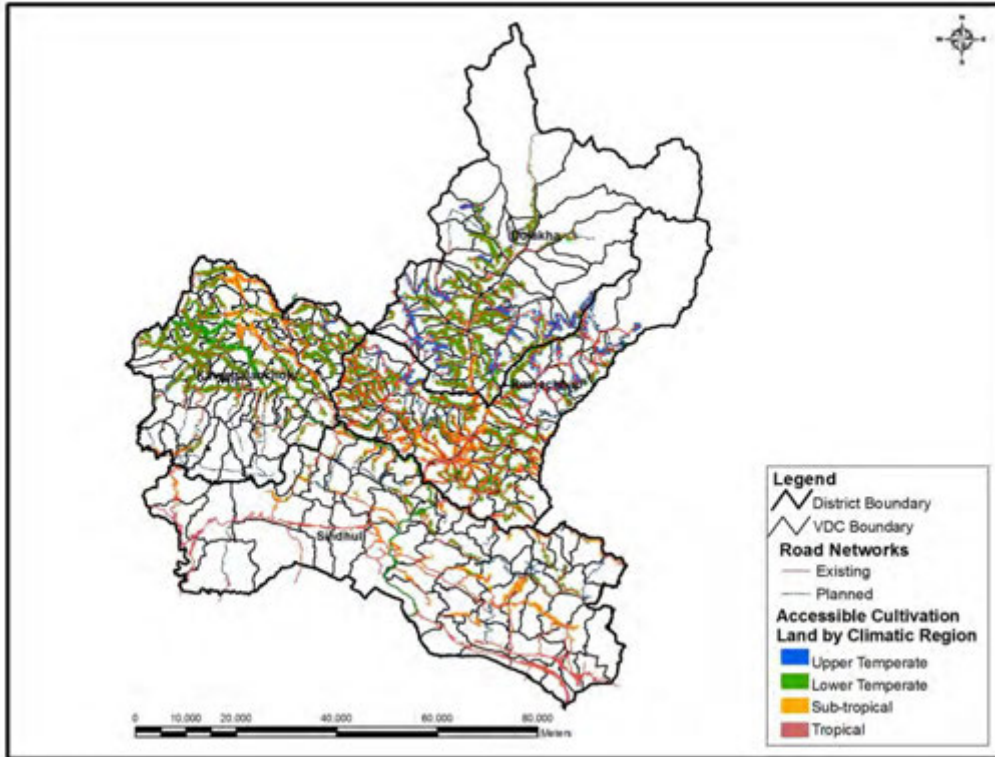 N
W E
S
Dolakha
Sindhuli
Legend
District Boundary
VDC Boundary
Road Networks
Existing
Planned
Accessible Cultivation
Land by Climatic Region
Upper Temperate
Lower Temperate
Sub-tropical
Tropical
0 10,000 20,000 40,000 60,000 80,000
Meters